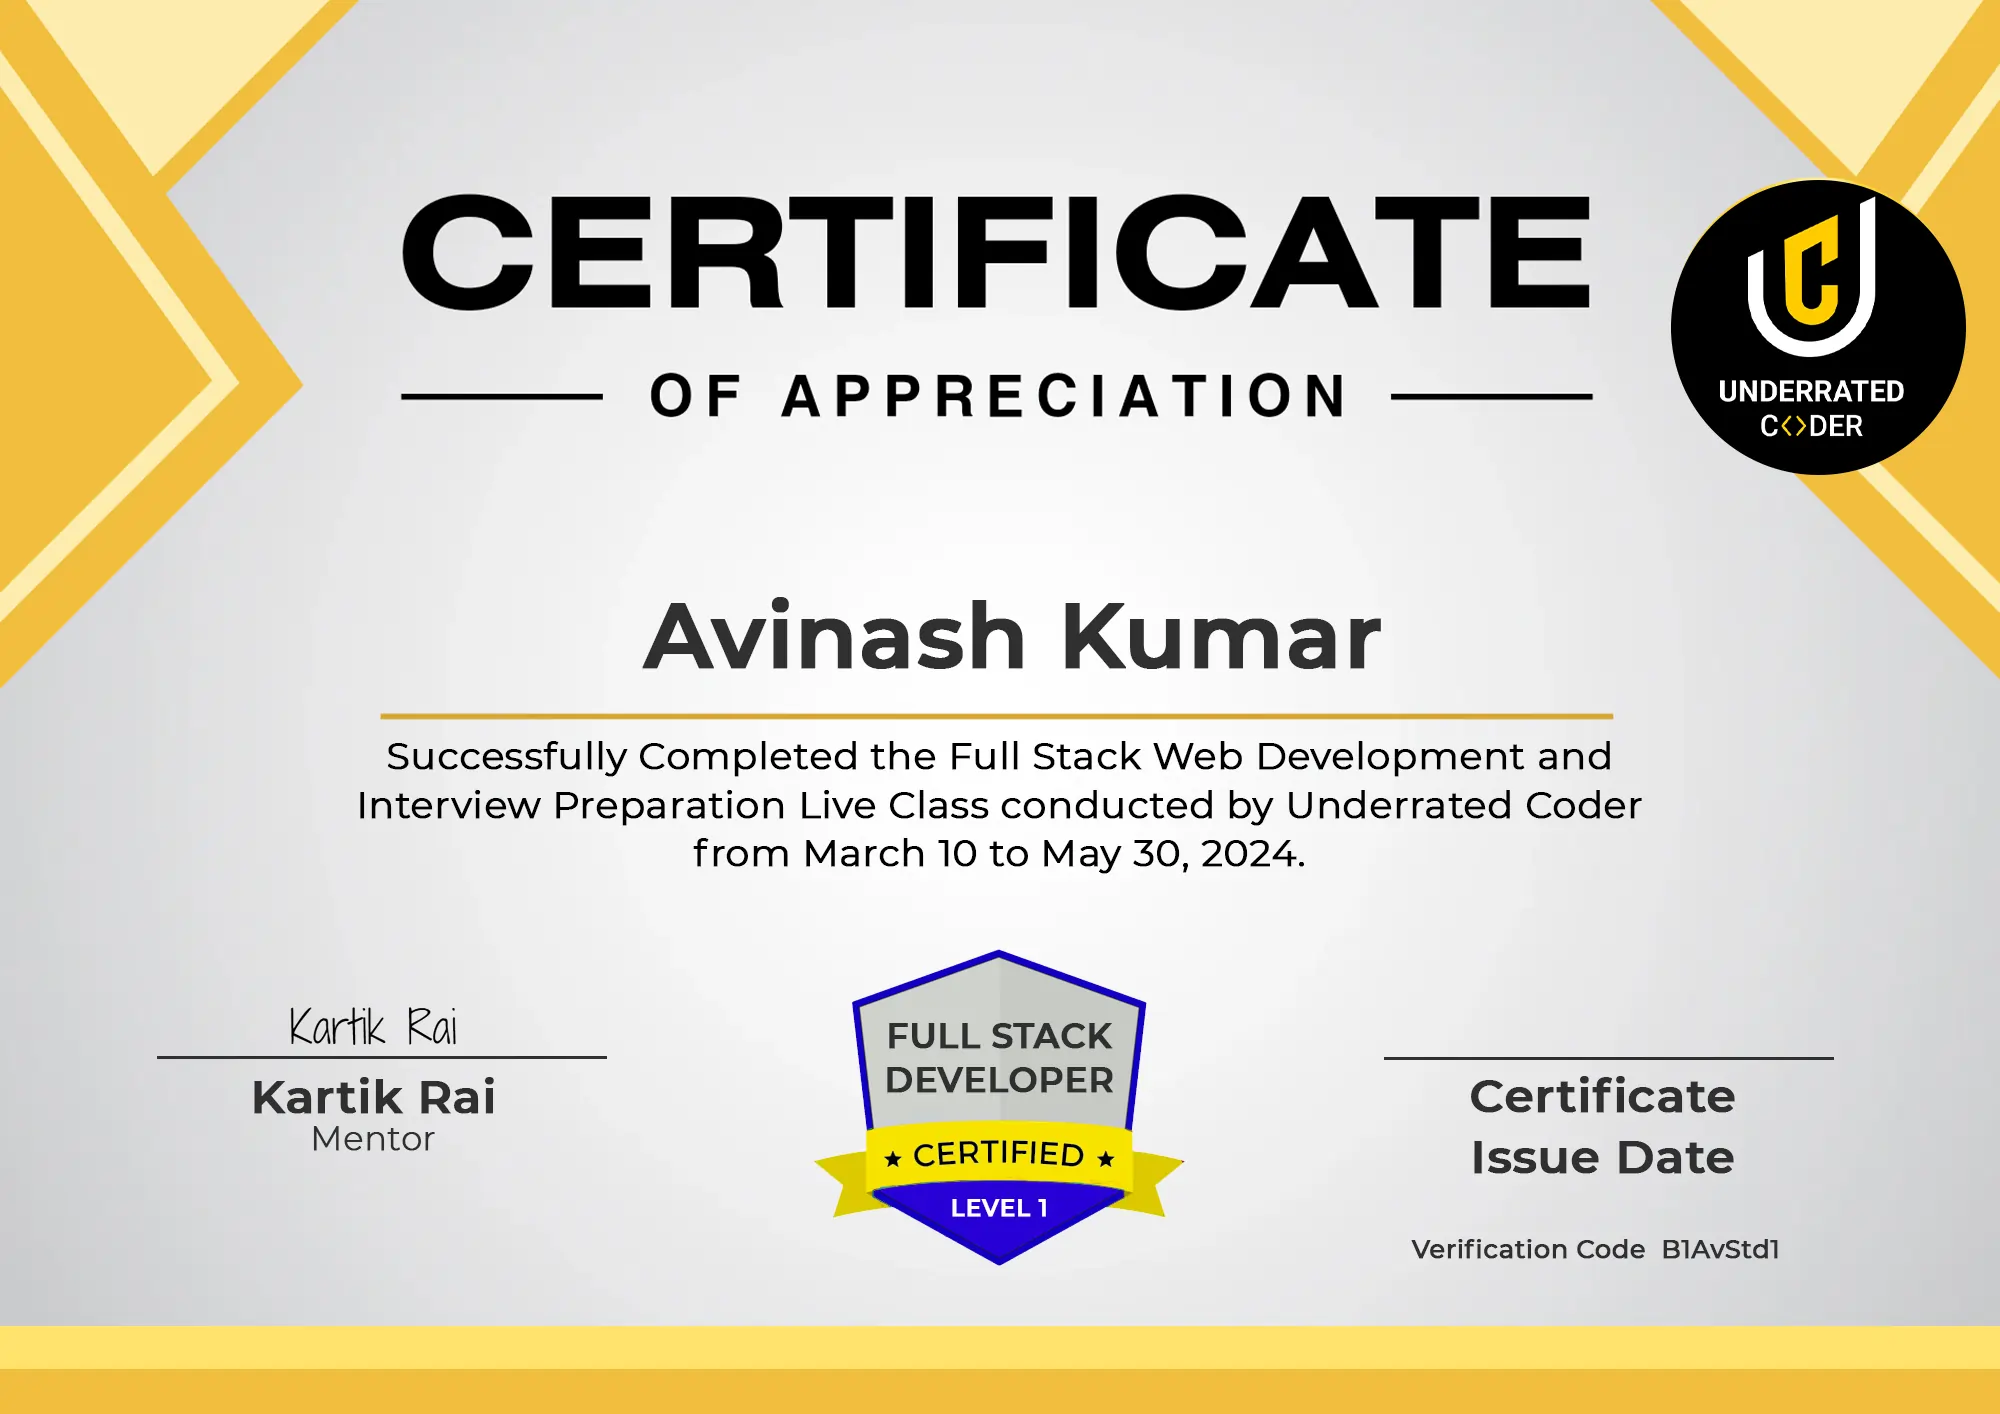 CERTIFICATE
OF APPRECIATION
UNDERRATED
C<>DER
Avinash Kumar
Successfully Completed the Full Stack Web Development and
Interview Preparation Live Class conducted by Underrated Coder
from March 10 to May 30, 2024.
Kartik Rai
Kartik Rai
Mentor
FULL STACK
DEVELOPER
★ CERTIFIED ★
LEVEL 1
Certificate
Issue Date
Verification Code B1AvStd1